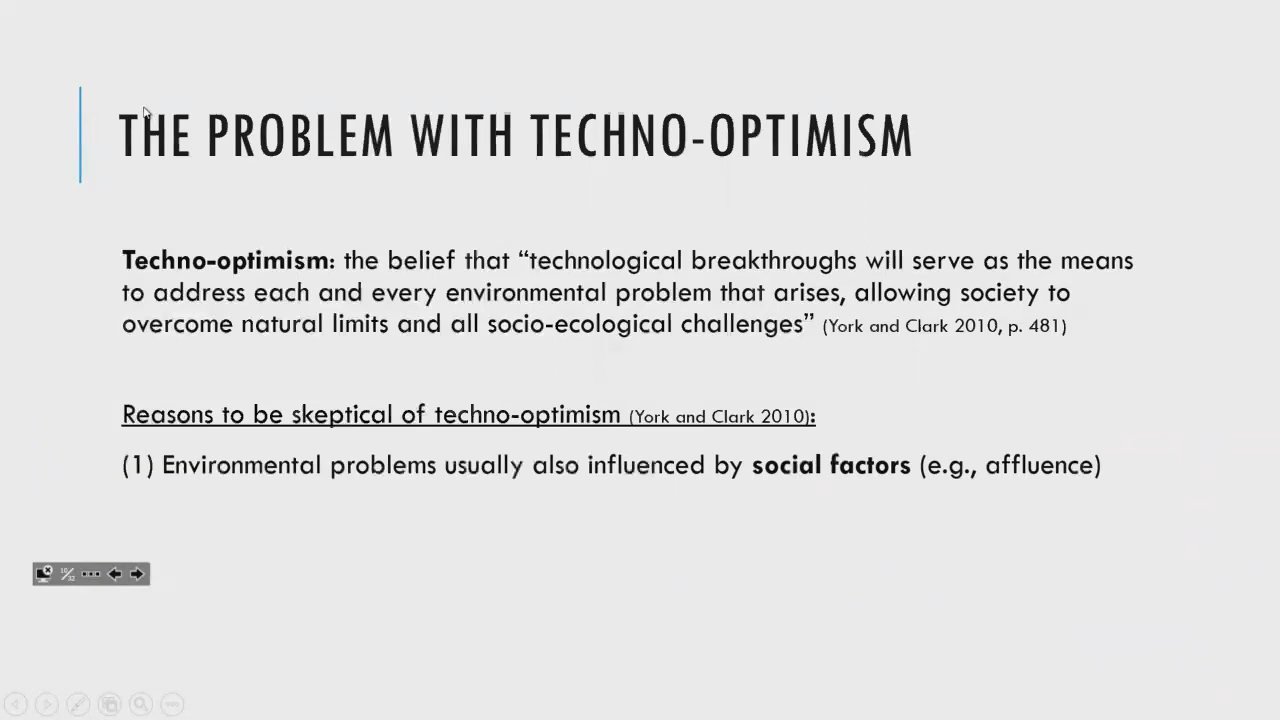 THE PROBLEM WITH TECHNO-OPTIMISM
Techno-optimism: the belief that “technological breakthroughs will serve as the means
to address each and every environmental problem that arises, allowing society to
overcome natural limits and all socio-ecological challenges” (York and Clark 2010, p. 481)
Reasons to be skeptical of techno-optimism (York and Clark 2010):
(1) Environmental problems usually also influenced by social factors (e.g., affluence)
10/32